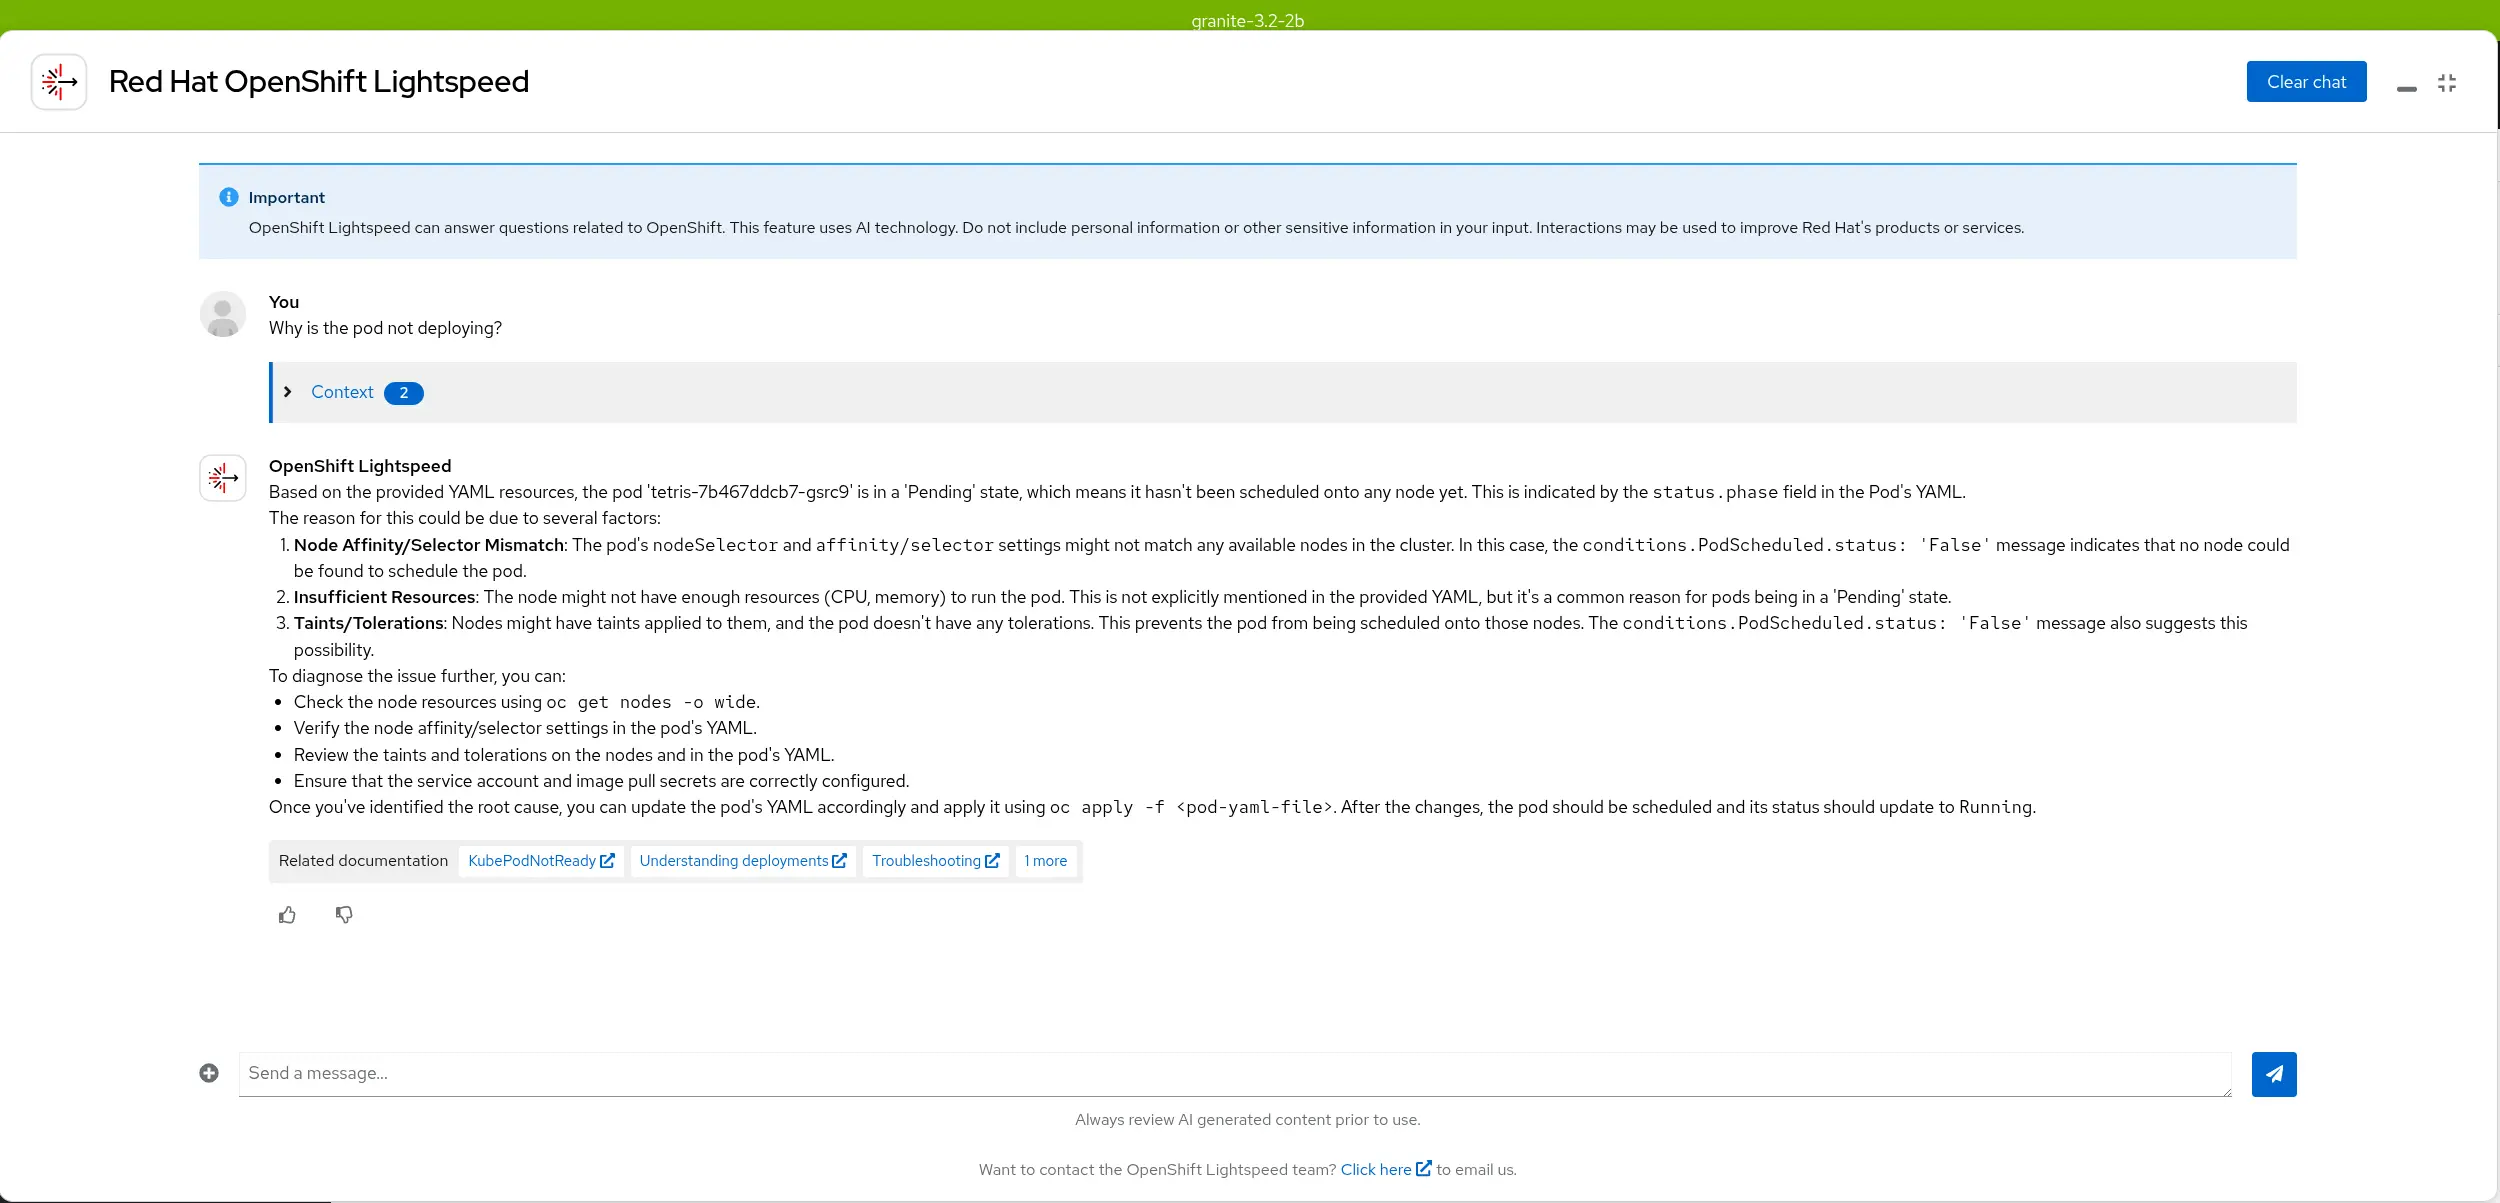 granite-3.2-2b
Red Hat OpenShift Lightspeed
Clear chat
Important
OpenShift Lightspeed can answer questions related to OpenShift. This feature uses AI technology. Do not include personal information or other sensitive information in your input. Interactions may be used to improve Red Hat's products or services.
You
Why is the pod not deploying?
Context 2
OpenShift Lightspeed
Based on the provided YAML resources, the pod 'tetris-7b467ddcb7-gsrc9' is in a 'Pending' state, which means it hasn't been scheduled onto any node yet. This is indicated by the status.phase field in the Pod's YAML.
The reason for this could be due to several factors:
1. Node Affinity/Selector Mismatch: The pod's nodeSelector and affinity/selector settings might not match any available nodes in the cluster. In this case, the conditions.PodScheduled.status: 'False' message indicates that no node could
be found to schedule the pod.
2. Insufficient Resources: The node might not have enough resources (CPU, memory) to run the pod. This is not explicitly mentioned in the provided YAML, but it's a common reason for pods being in a 'Pending' state.
3. Taints/Tolerations: Nodes might have taints applied to them, and the pod doesn't have any tolerations. This prevents the pod from being scheduled onto those nodes. The conditions.PodScheduled.status: 'False' message also suggests this
possibility.
To diagnose the issue further, you can:
• Check the node resources using oc get nodes -o wide.
• Verify the node affinity/selector settings in the pod's YAML.
• Review the taints and tolerations on the nodes and in the pod's YAML.
• Ensure that the service account and image pull secrets are correctly configured.
Once you've identified the root cause, you can update the pod's YAML accordingly and apply it using oc apply -f <pod-yaml-file>. After the changes, the pod should be scheduled and its status should update to Running.
Related documentation KubePodNotReady Understanding deployments Troubleshooting 1 more
Send a message...
Always review AI generated content prior to use.
Want to contact the OpenShift Lightspeed team? Click here to email us.